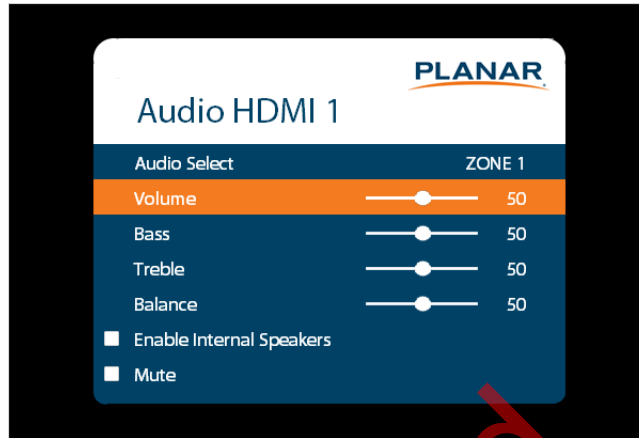 PLANAR
Audio HDMI 1
Audio Select ZONE 1
Volume 50
Bass 50
Treble 50
Balance 50
Enable Internal Speakers
Mute